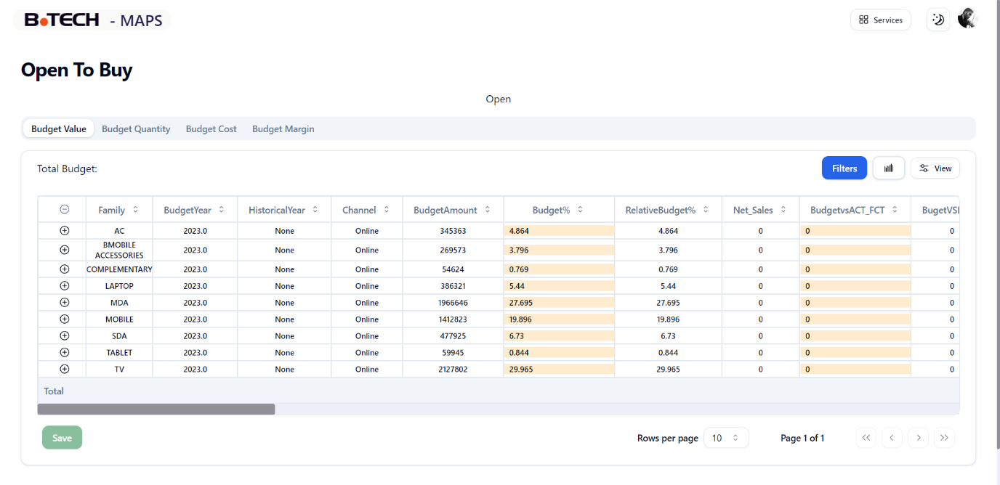 B.TECH - MAPS
Services
Open To Buy
Open
Budget Value Budget Quantity Budget Cost Budget Margin
Total Budget:
Filters View
Family BudgetYear HistoricalYear Channel BudgetAmount Budget% RelativeBudget% Net_Sales BudgetvsACT_FCT
AC 2023.0 None Online 345363 4.864 4.864 0 0 0
BMOBILE ACCESSORIES 2023.0 None Online 269573 3.796 3.796 0 0 0
COMPLEMENTARY 2023.0 None Online 54624 0.769 0.769 0 0 0
LAPTOP 2023.0 None Online 386321 5.44 5.44 0 0 0
MDA 2023.0 None Online 1966646 27.695 27.695 0 0 0
MOBILE 2023.0 None Online 1412823 19.896 19.896 0 0 0
SDA 2023.0 None Online 477925 6.73 6.73 0 0 0
TABLET 2023.0 None Online 59945 0.844 0.844 0 0 0
TV 2023.0 None Online 2127802 29.965 29.965 0 0 0
Total
Save Rows per page 10 Page 1 of 1